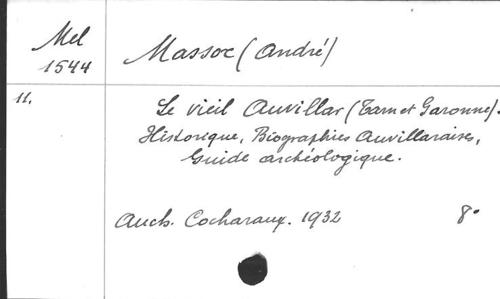 Mel
1544
Massoc (André)
11.
Le vieil Auvillar (Tarn et Garonne).
Historique, Biographies Auvillaraises,
Guide archéologique.
Auch. Cocharaux. 1932 8°